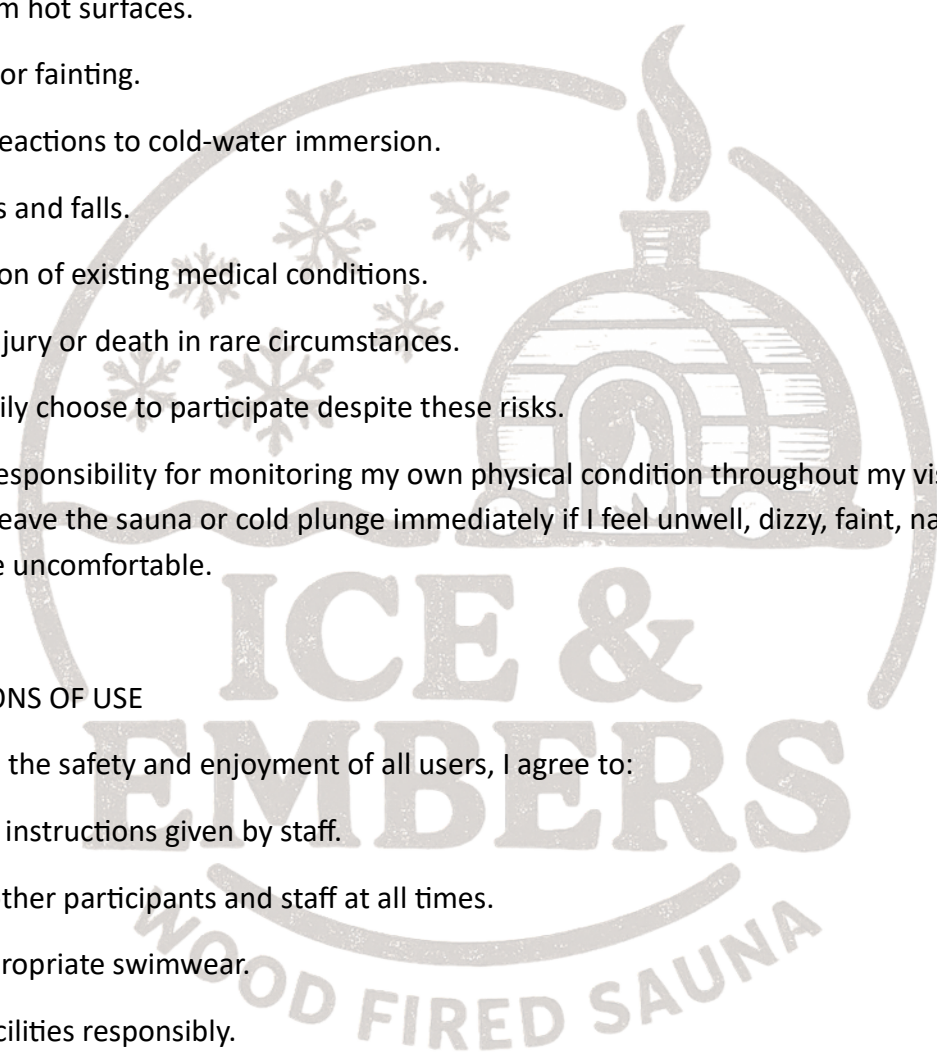 m hot surfaces.
or fainting.
eactions to cold-water immersion.
s and falls.
on of existing medical conditions.
jury or death in rare circumstances.
ily choose to participate despite these risks.
esponsibility for monitoring my own physical condition throughout my vis
eave the sauna or cold plunge immediately if I feel unwell, dizzy, faint, na
e uncomfortable.
ICE &
ONS OF USE
EMBERS
the safety and enjoyment of all users, I agree to:
instructions given by staff.
ther participants and staff at all times.
propriate swimwear.
WOOD FIRED SAUNA
cilities responsibly.